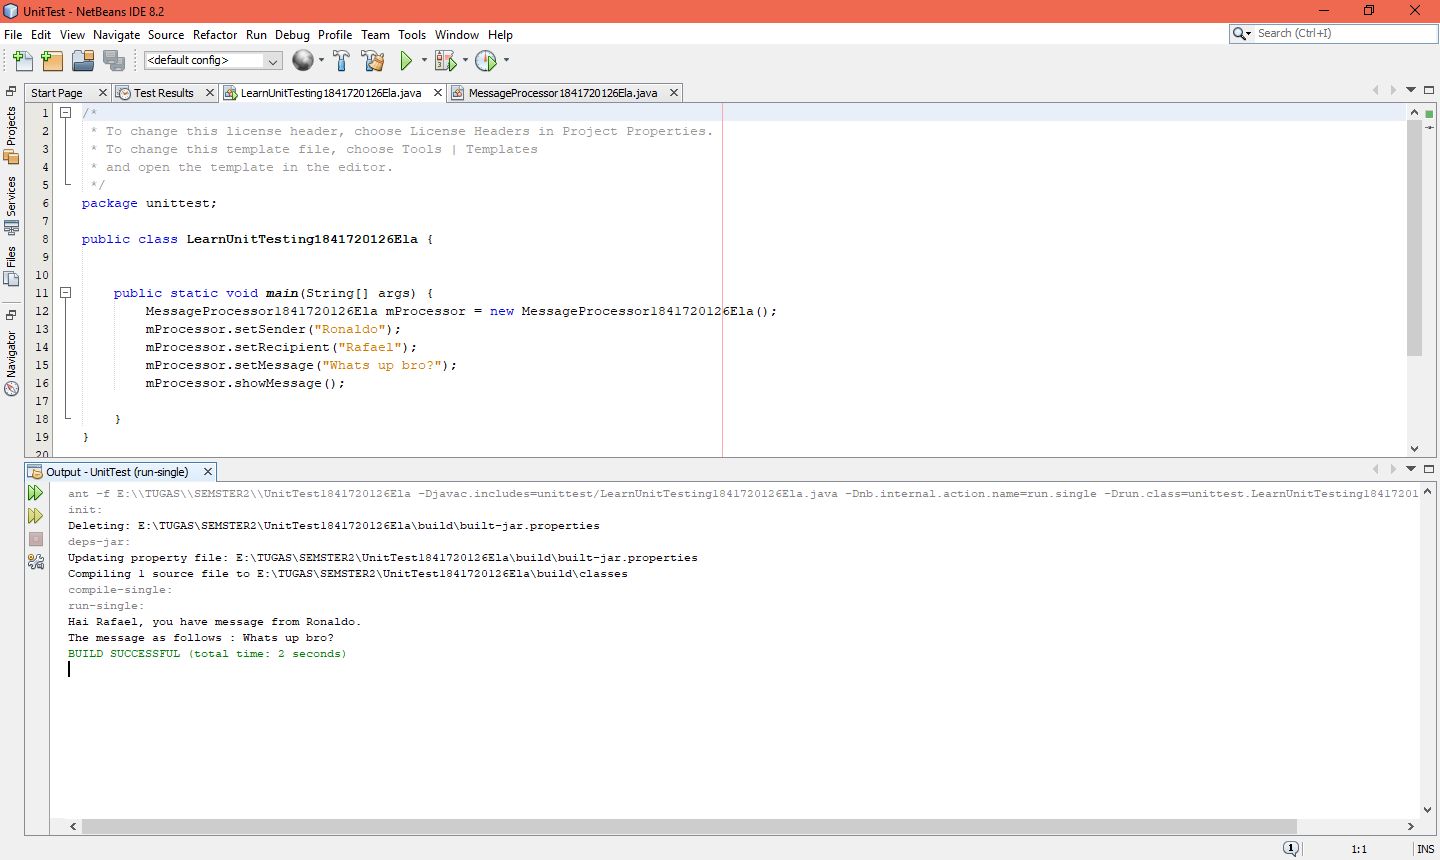 UnitTest - NetBeans IDE 8.2
File Edit View Navigate Source Refactor Run Debug Profile Team Tools Window Help
Search (Ctrl+I)
<default config>
Start Page
Test Results
LearnUnitTesting1841720126Ela.java
MessageProcessor1841720126Ela.java
Projects
Services
Files
Navigator
1 /*
2 * To change this license header, choose License Headers in Project Properties.
3 * To change this template file, choose Tools | Templates
4 * and open the template in the editor.
5 */
6 package unittest;
7
8 public class LearnUnitTesting1841720126Ela {
9
10
11 public static void main(String[] args) {
12 MessageProcessor1841720126Ela mProcessor = new MessageProcessor1841720126Ela();
13 mProcessor.setSender("Ronaldo");
14 mProcessor.setRecipient("Rafael");
15 mProcessor.setMessage("Whats up bro?");
16 mProcessor.showMessage();
17
18 }
19 }
20
Output - UnitTest (run-single)
ant -f E:\\TUGAS\\SEMSTER2\\UnitTest1841720126Ela -Djavac.includes=unittest/LearnUnitTesting1841720126Ela.java -Dnb.internal.action.name=run.single -Drun.class=unittest.LearnUnitTesting18417201
init:
Deleting: E:\TUGAS\SEMSTER2\UnitTest1841720126Ela\build\built-jar.properties
deps-jar:
Updating property file: E:\TUGAS\SEMSTER2\UnitTest1841720126Ela\build\built-jar.properties
Compiling 1 source file to E:\TUGAS\SEMSTER2\UnitTest1841720126Ela\build\classes
compile-single:
run-single:
Hai Rafael, you have message from Ronaldo.
The message as follows : Whats up bro?
BUILD SUCCESSFUL (total time: 2 seconds)
1
1:1
INS